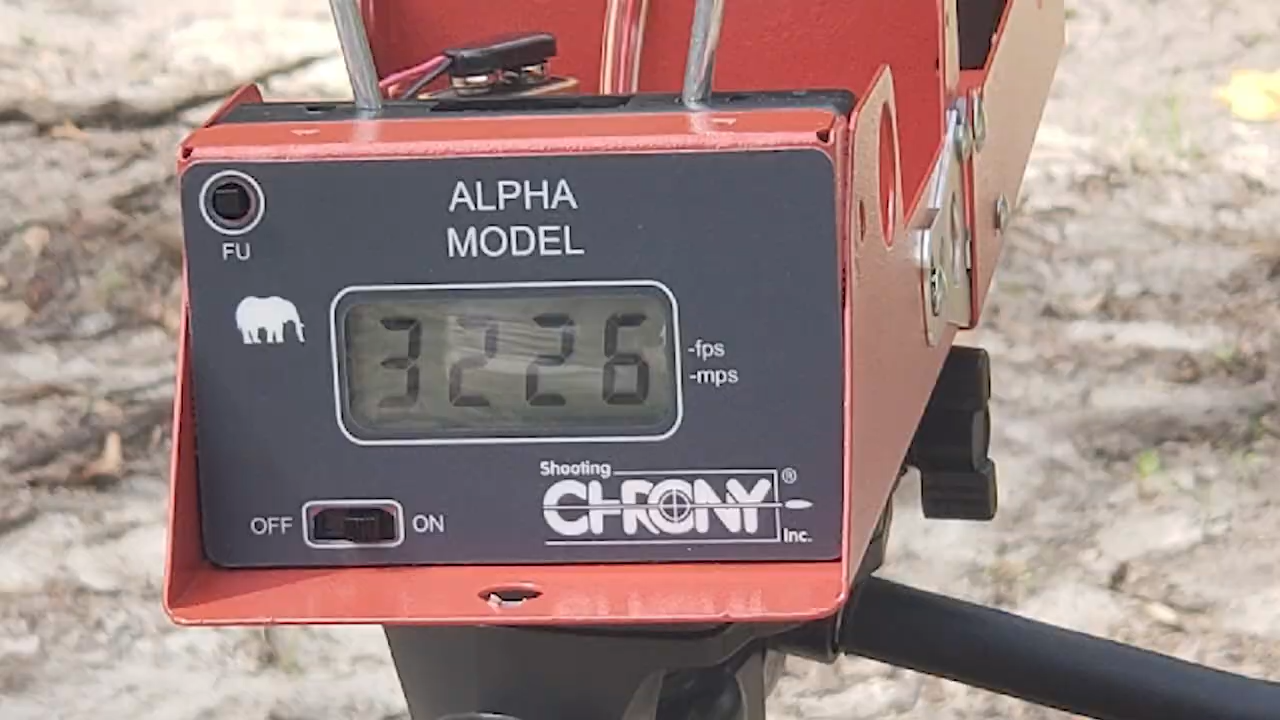 ALPHA
MODEL
FU
3226
-fps
-mps
Shooting
CHRONY®
Inc.
OFF ON